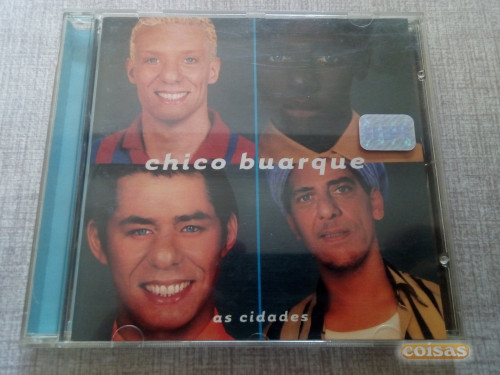 chico buarque
as cidades
coisas